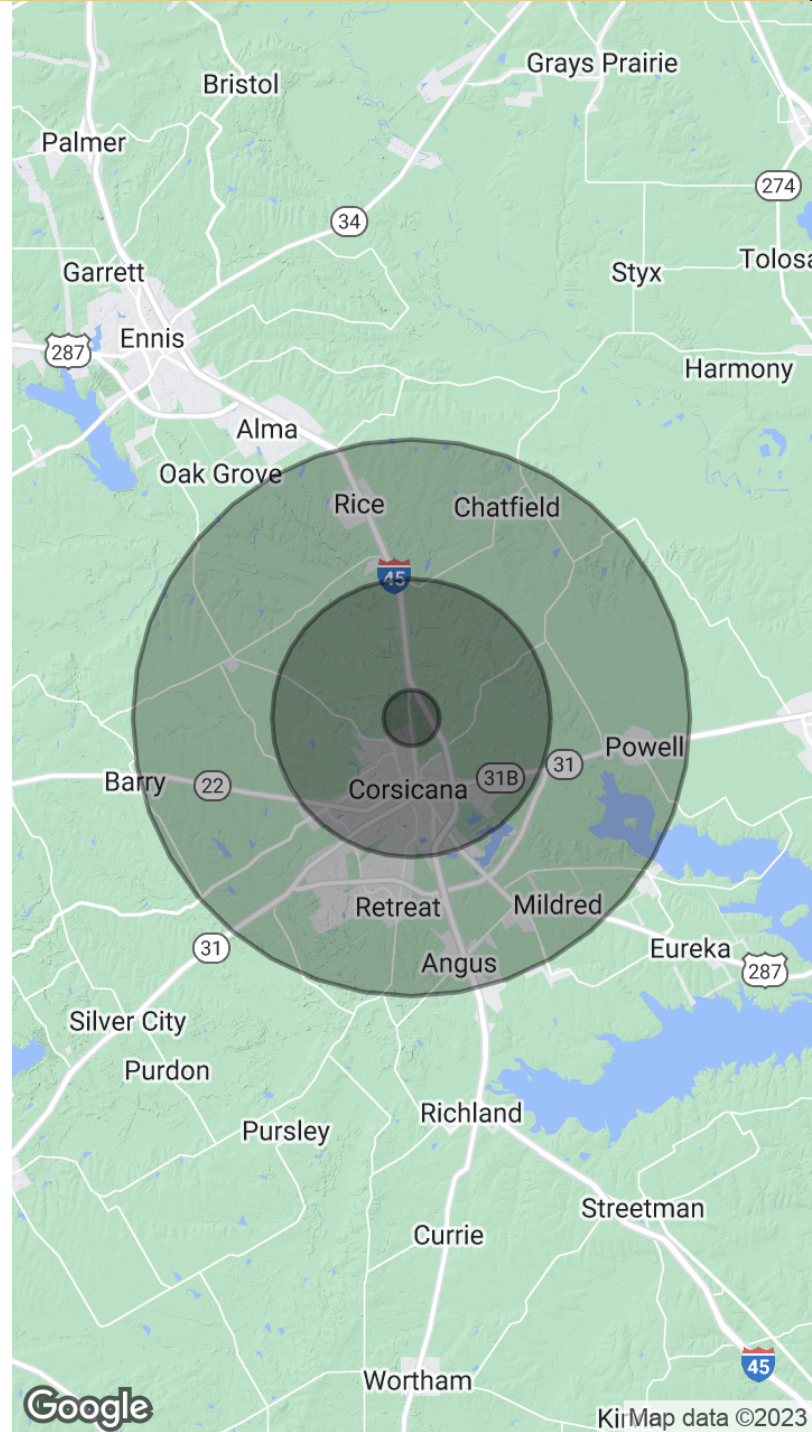 Grays Prairie
Bristol
Palmer
274
34
Tolosa
Garrett
Styx
Ennis
287
Harmony
Alma
Oak Grove
Rice
Chatfield
45
Powell
31
31B
Barry
22
Corsicana
Mildred
Retreat
31
Eureka
Angus
287
Silver City
Purdon
Richland
Pursley
Streetman
Currie
45
Wortham
Google
Map data ©2023